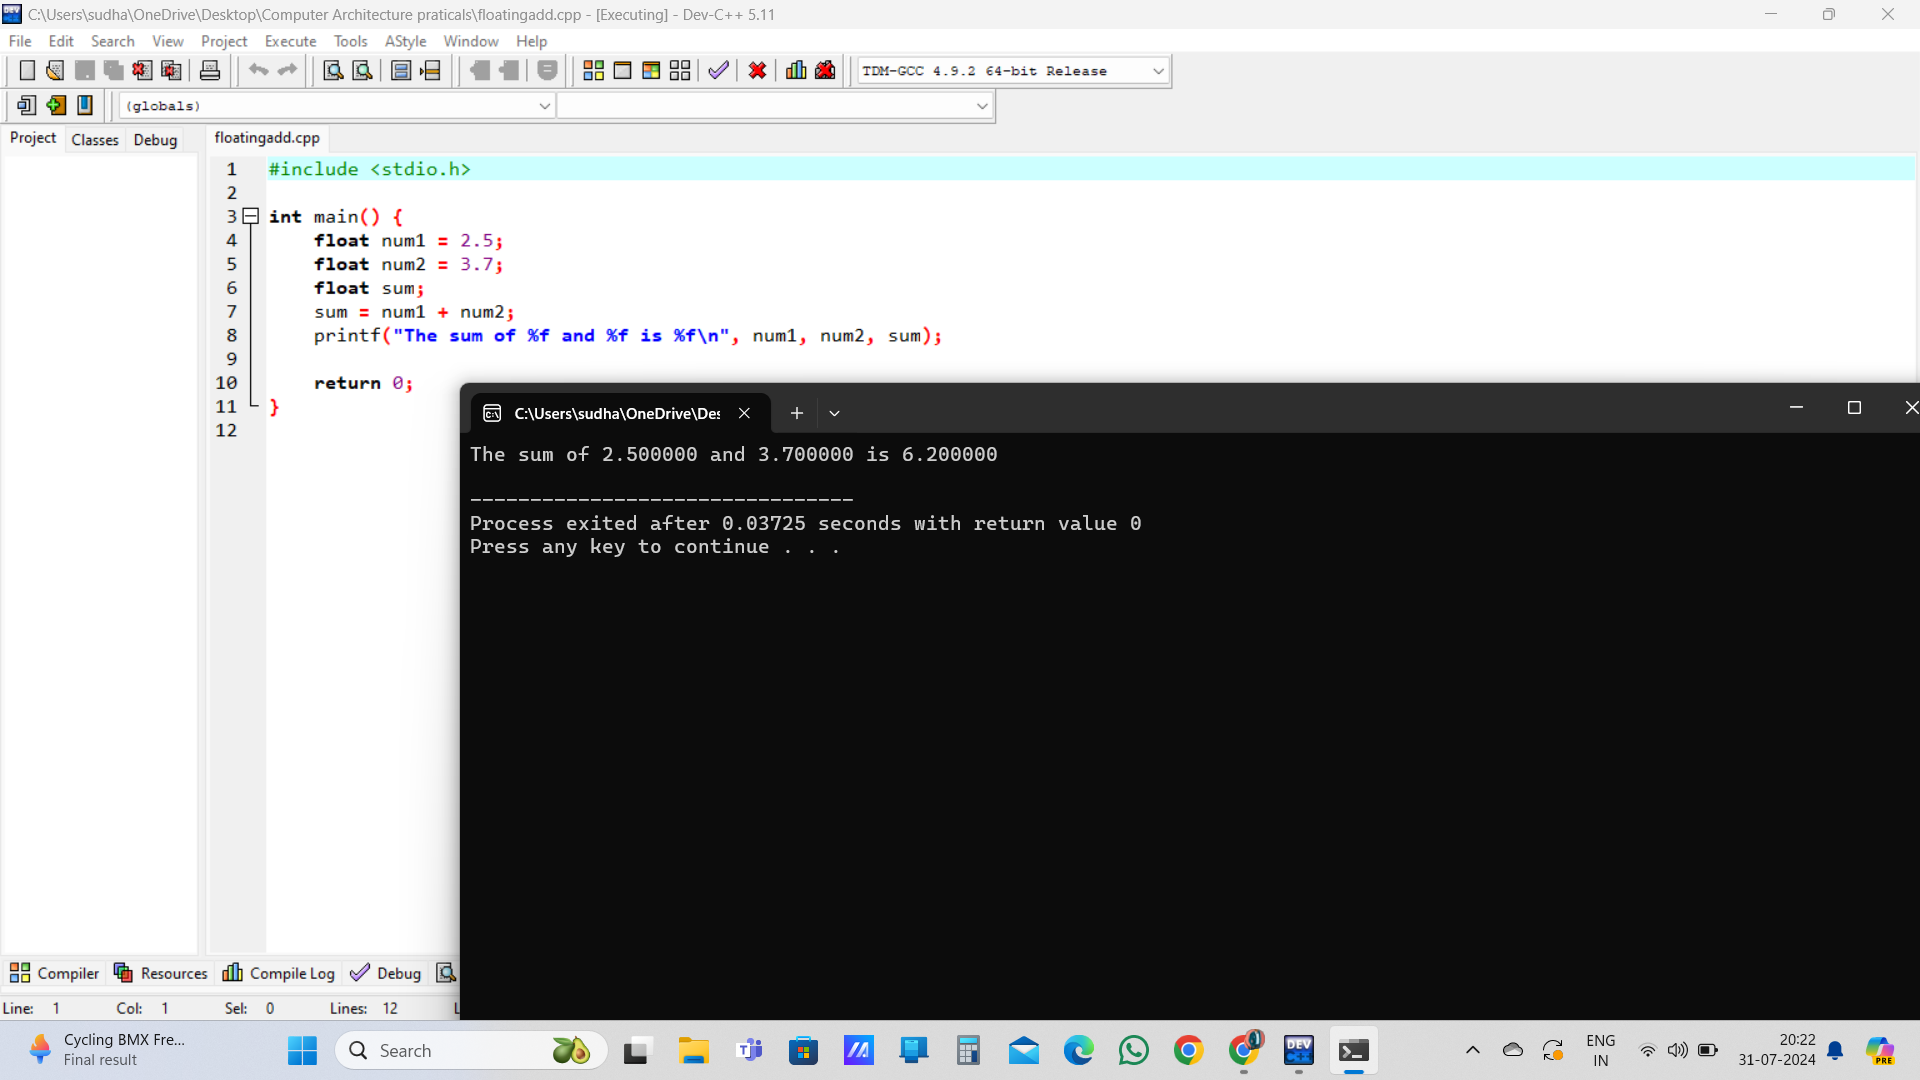 C:\Users\sudha\OneDrive\Desktop\Computer Architecture praticals\floatingadd.cpp - [Executing] - Dev-C++ 5.11
File Edit Search View Project Execute Tools AStyle Window Help
TDM-GCC 4.9.2 64-bit Release
(globals)
Project Classes Debug floatingadd.cpp
1 #include <stdio.h>
2
3 int main() {
4 float num1 = 2.5;
5 float num2 = 3.7;
6 float sum;
7 sum = num1 + num2;
8 printf("The sum of %f and %f is %f\n", num1, num2, sum);
9
10 return 0;
11 }
12
C:\Users\sudha\OneDrive\Des
The sum of 2.500000 and 3.700000 is 6.200000
--------------------------------
Process exited after 0.03725 seconds with return value 0
Press any key to continue . . .
Compiler Resources Compile Log Debug
Line: 1 Col: 1 Sel: 0 Lines: 12
Cycling BMX Fre...
Final result
Search
DEV C++
ENG
IN
20:22
31-07-2024
PRE